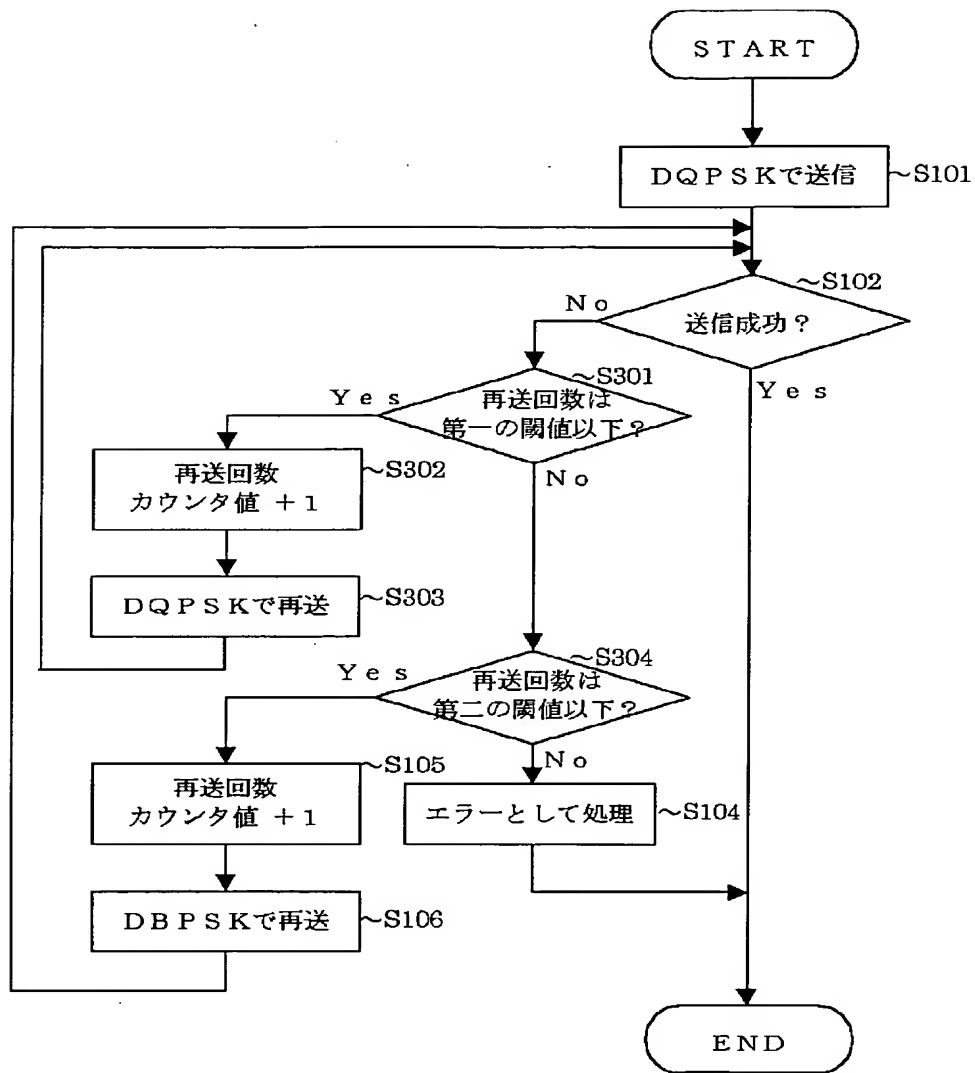 START
DQPSKで送信
~S101
~S102
No
送信成功?
Yes
~S301
Yes
再送回数は
第一の閾値以下?
No
再送回数
カウンタ値 +1
~S302
DQPSKで再送
~S303
~S304
Yes
再送回数は
第二の閾値以下?
No
~S105
再送回数
カウンタ値 +1
エラーとして処理
~S104
DBPSKで再送
~S106
END